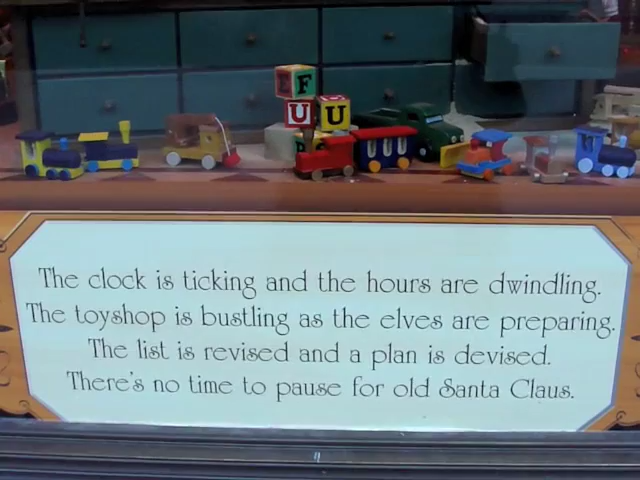 F
U U
The clock is ticking and the hours are dwindling.
The toyshop is bustling as the elves are preparing.
The list is revised and a plan is devised.
There's no time to pause for old Santa Claus.